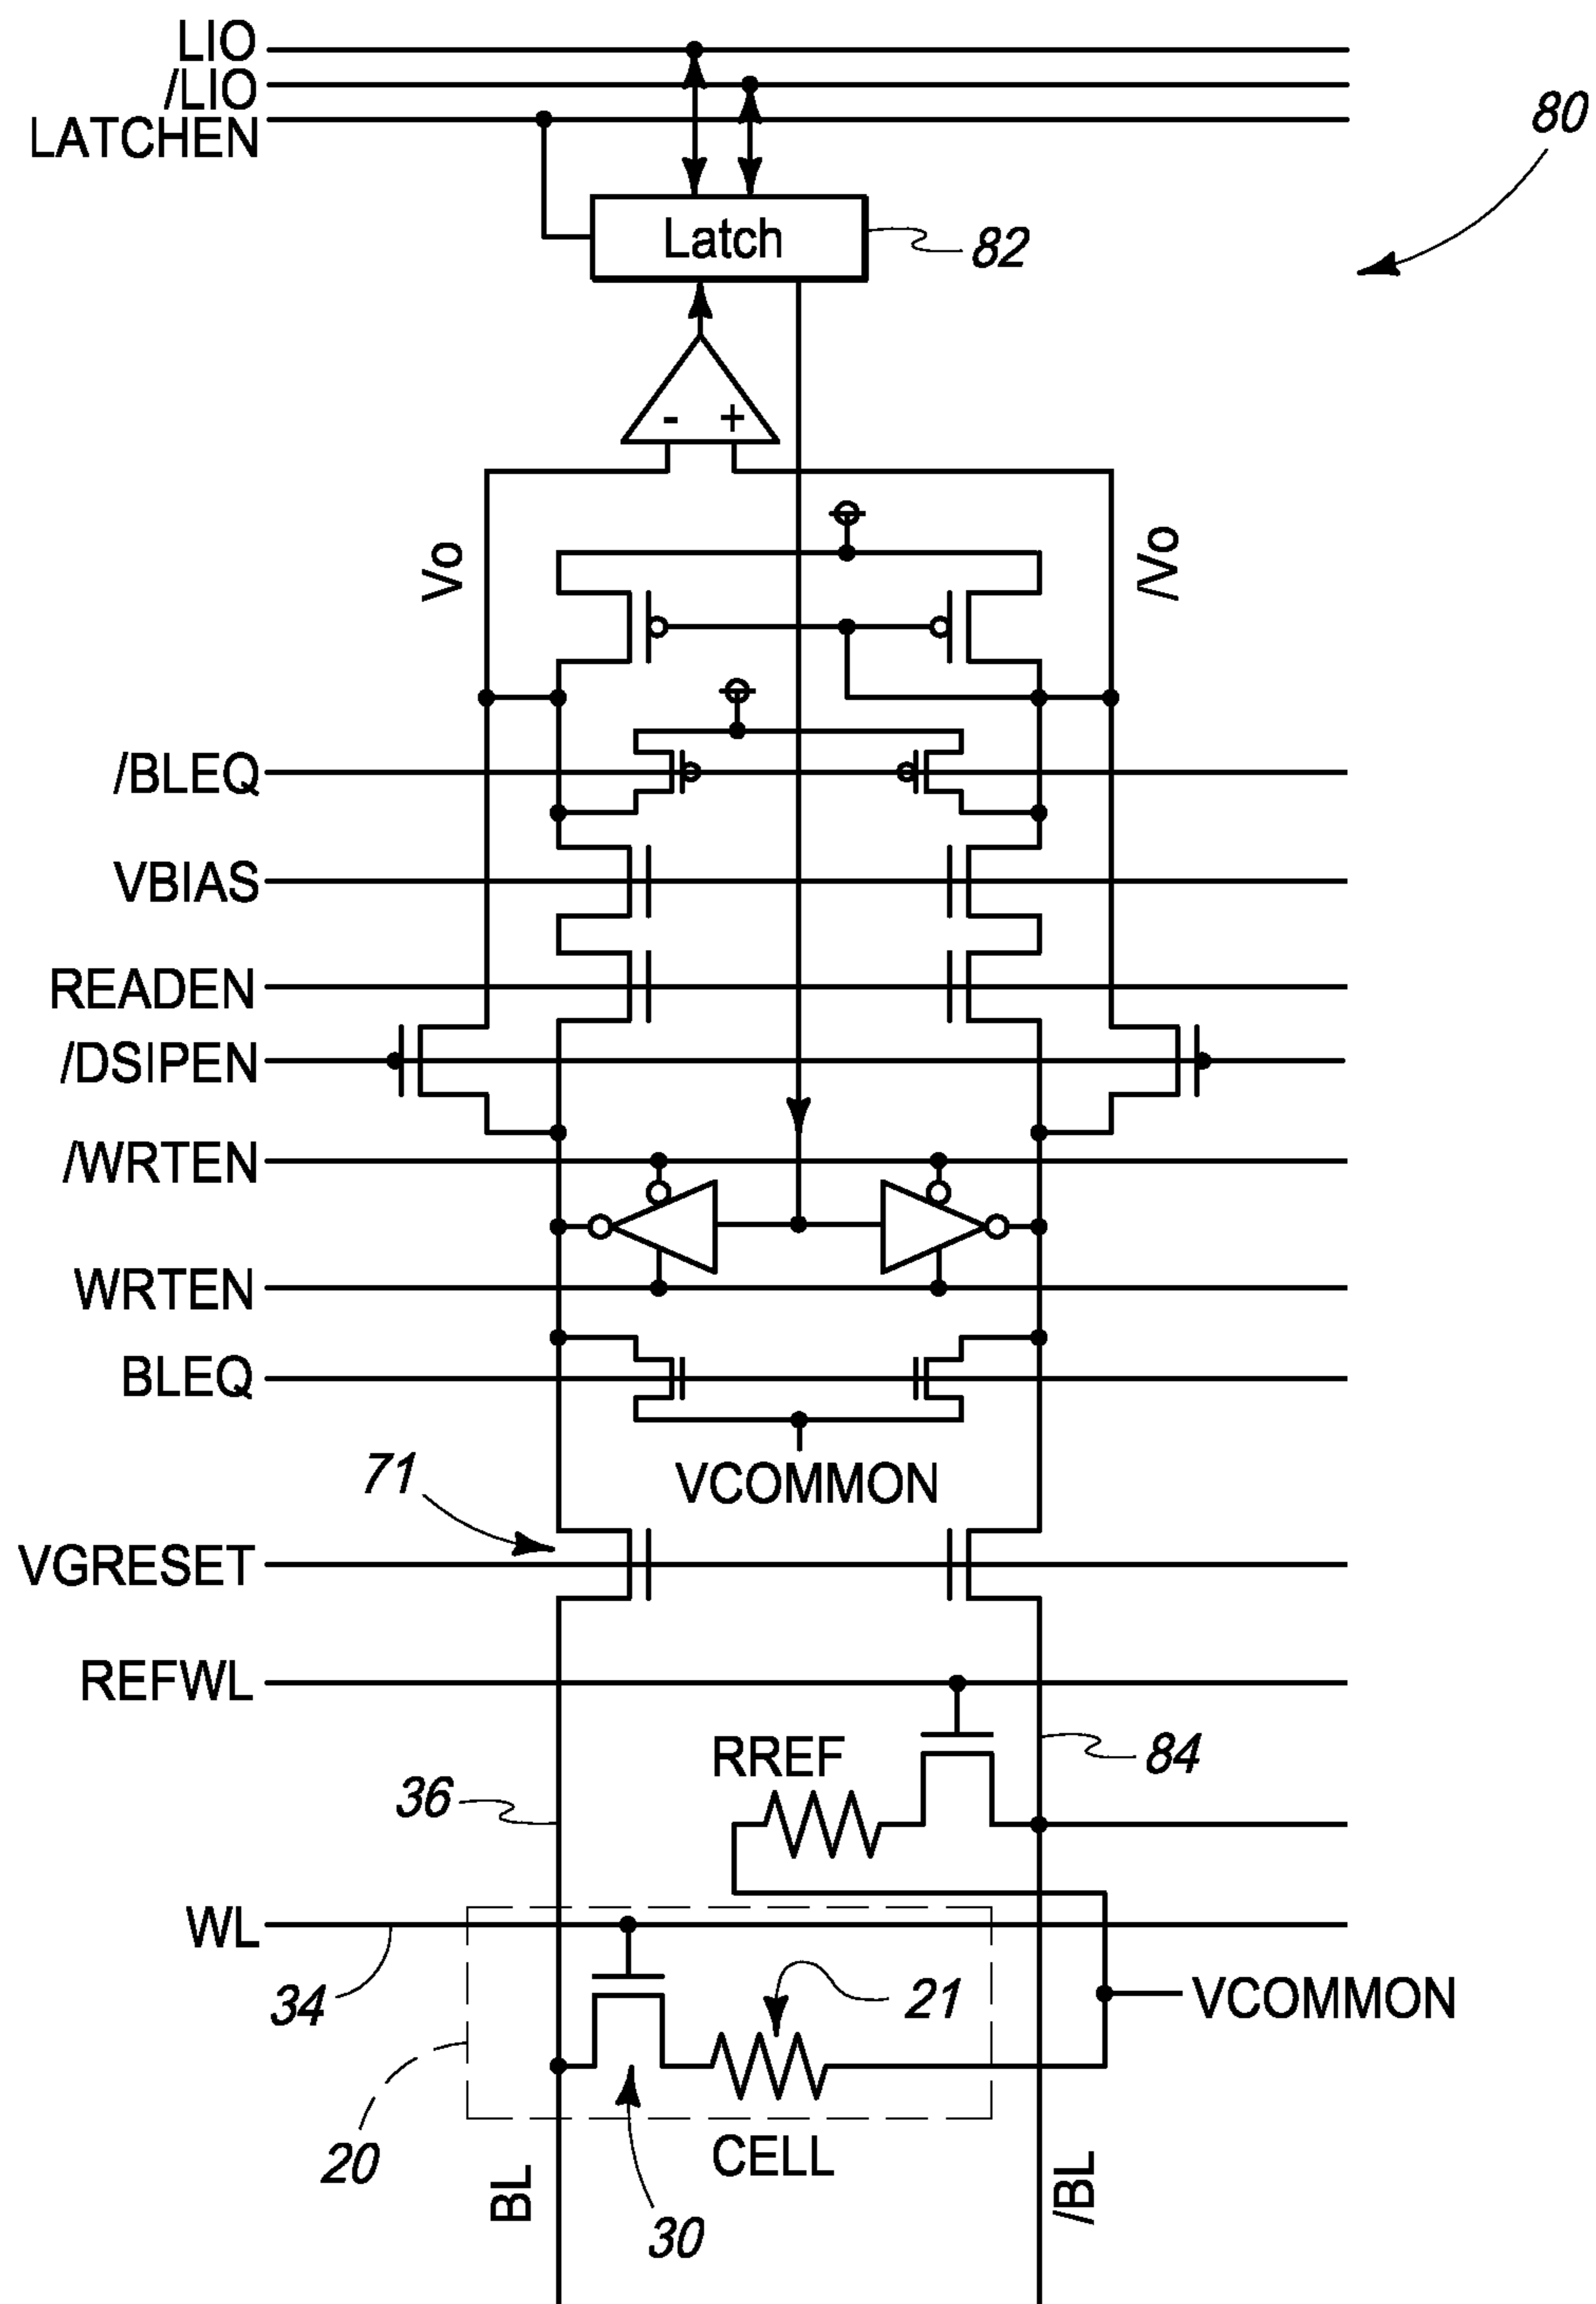 LIO
/LIO
LATCHEN
80
Latch
82
- +
Vo
/Vo
/BLEQ
VBIAS
READEN
/DSIPEN
/WRTEN
WRTEN
BLEQ
VCOMMON
71
VGRESET
REFWL
RREF
84
36
WL
34
21
VCOMMON
20
CELL
BL
/BL
30